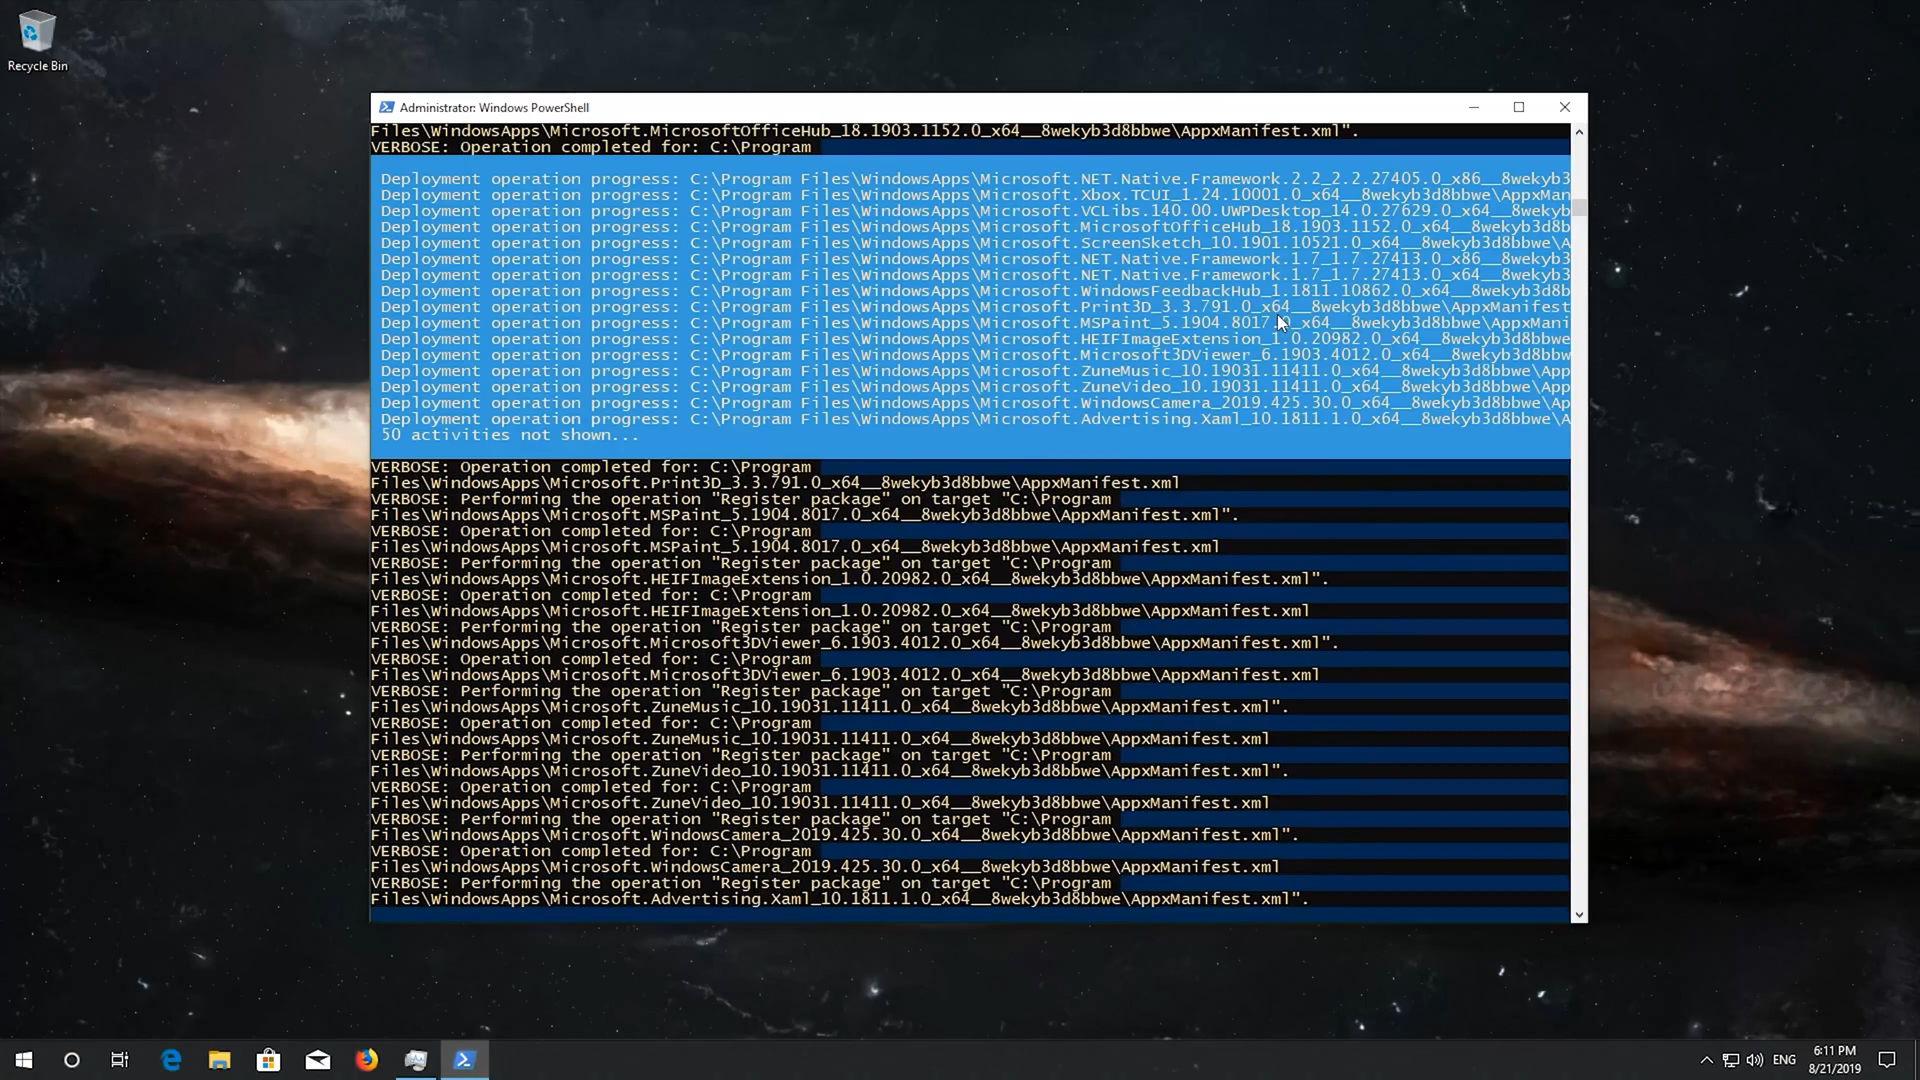 Recycle Bin
Administrator: Windows PowerShell
Files\WindowsApps\Microsoft.MicrosoftOfficeHub_18.1903.1152.0_x64__8wekyb3d8bbwe\AppxManifest.xml".
VERBOSE: Operation completed for: C:\Program
Deployment operation progress: C:\Program Files\WindowsApps\Microsoft.NET.Native.Framework.2.2_2.2.27405.0_x86__8wekyb3
Deployment operation progress: C:\Program Files\WindowsApps\Microsoft.Xbox.TCUI_1.24.10001.0_x64__8wekyb3d8bbwe\AppxMan
Deployment operation progress: C:\Program Files\WindowsApps\Microsoft.VCLibs.140.00.UWPDesktop_14.0.27629.0_x64__8wekyb
Deployment operation progress: C:\Program Files\WindowsApps\Microsoft.MicrosoftOfficeHub_18.1903.1152.0_x64__8wekyb3d8b
Deployment operation progress: C:\Program Files\WindowsApps\Microsoft.ScreenSketch_10.1901.10521.0_x64__8wekyb3d8bbwe\A
Deployment operation progress: C:\Program Files\WindowsApps\Microsoft.NET.Native.Framework.1.7_1.7.27413.0_x86__8wekyb3
Deployment operation progress: C:\Program Files\WindowsApps\Microsoft.NET.Native.Framework.1.7_1.7.27413.0_x64__8wekyb3
Deployment operation progress: C:\Program Files\WindowsApps\Microsoft.WindowsFeedbackHub_1.1811.10862.0_x64__8wekyb3d8b
Deployment operation progress: C:\Program Files\WindowsApps\Microsoft.Print3D_3.3.791.0_x64__8wekyb3d8bbwe\AppxManifest
Deployment operation progress: C:\Program Files\WindowsApps\Microsoft.MSPaint_5.1904.8017.0_x64__8wekyb3d8bbwe\AppxMani
Deployment operation progress: C:\Program Files\WindowsApps\Microsoft.HEIFImageExtension_1.0.20982.0_x64__8wekyb3d8bbwe
Deployment operation progress: C:\Program Files\WindowsApps\Microsoft.Microsoft3DViewer_6.1903.4012.0_x64__8wekyb3d8bbw
Deployment operation progress: C:\Program Files\WindowsApps\Microsoft.ZuneMusic_10.19031.11411.0_x64__8wekyb3d8bbwe\App
Deployment operation progress: C:\Program Files\WindowsApps\Microsoft.ZuneVideo_10.19031.11411.0_x64__8wekyb3d8bbwe\App
Deployment operation progress: C:\Program Files\WindowsApps\Microsoft.WindowsCamera_2019.425.30.0_x64__8wekyb3d8bbwe\Ap
Deployment operation progress: C:\Program Files\WindowsApps\Microsoft.Advertising.Xaml_10.1811.1.0_x64__8wekyb3d8bbwe\A
50 activities not shown...
VERBOSE: Operation completed for: C:\Program
Files\WindowsApps\Microsoft.Print3D_3.3.791.0_x64__8wekyb3d8bbwe\AppxManifest.xml
VERBOSE: Performing the operation "Register package" on target "C:\Program
Files\WindowsApps\Microsoft.MSPaint_5.1904.8017.0_x64__8wekyb3d8bbwe\AppxManifest.xml".
VERBOSE: Operation completed for: C:\Program
Files\WindowsApps\Microsoft.MSPaint_5.1904.8017.0_x64__8wekyb3d8bbwe\AppxManifest.xml
VERBOSE: Performing the operation "Register package" on target "C:\Program
Files\WindowsApps\Microsoft.HEIFImageExtension_1.0.20982.0_x64__8wekyb3d8bbwe\AppxManifest.xml".
VERBOSE: Operation completed for: C:\Program
Files\WindowsApps\Microsoft.HEIFImageExtension_1.0.20982.0_x64__8wekyb3d8bbwe\AppxManifest.xml
VERBOSE: Performing the operation "Register package" on target "C:\Program
Files\WindowsApps\Microsoft.Microsoft3DViewer_6.1903.4012.0_x64__8wekyb3d8bbwe\AppxManifest.xml".
VERBOSE: Operation completed for: C:\Program
Files\WindowsApps\Microsoft.Microsoft3DViewer_6.1903.4012.0_x64__8wekyb3d8bbwe\AppxManifest.xml
VERBOSE: Performing the operation "Register package" on target "C:\Program
Files\WindowsApps\Microsoft.ZuneMusic_10.19031.11411.0_x64__8wekyb3d8bbwe\AppxManifest.xml".
VERBOSE: Operation completed for: C:\Program
Files\WindowsApps\Microsoft.ZuneMusic_10.19031.11411.0_x64__8wekyb3d8bbwe\AppxManifest.xml
VERBOSE: Performing the operation "Register package" on target "C:\Program
Files\WindowsApps\Microsoft.ZuneVideo_10.19031.11411.0_x64__8wekyb3d8bbwe\AppxManifest.xml".
VERBOSE: Operation completed for: C:\Program
Files\WindowsApps\Microsoft.ZuneVideo_10.19031.11411.0_x64__8wekyb3d8bbwe\AppxManifest.xml
VERBOSE: Performing the operation "Register package" on target "C:\Program
Files\WindowsApps\Microsoft.WindowsCamera_2019.425.30.0_x64__8wekyb3d8bbwe\AppxManifest.xml".
VERBOSE: Operation completed for: C:\Program
Files\WindowsApps\Microsoft.WindowsCamera_2019.425.30.0_x64__8wekyb3d8bbwe\AppxManifest.xml
VERBOSE: Performing the operation "Register package" on target "C:\Program
Files\WindowsApps\Microsoft.Advertising.Xaml_10.1811.1.0_x64__8wekyb3d8bbwe\AppxManifest.xml".
ENG
6:11 PM
8/21/2019